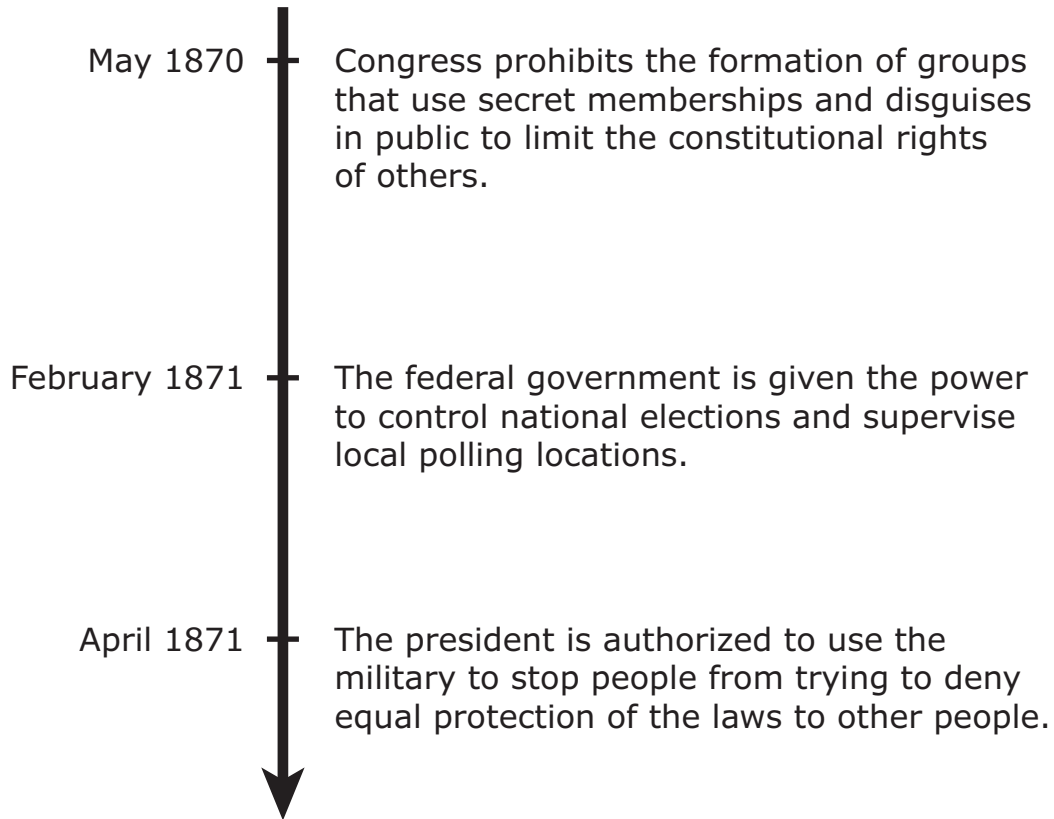 May 1870
Congress prohibits the formation of groups
that use secret memberships and disguises
in public to limit the constitutional rights
of others.
February 1871
The federal government is given the power
to control national elections and supervise
local polling locations.
April 1871
The president is authorized to use the
military to stop people from trying to deny
equal protection of the laws to other people.